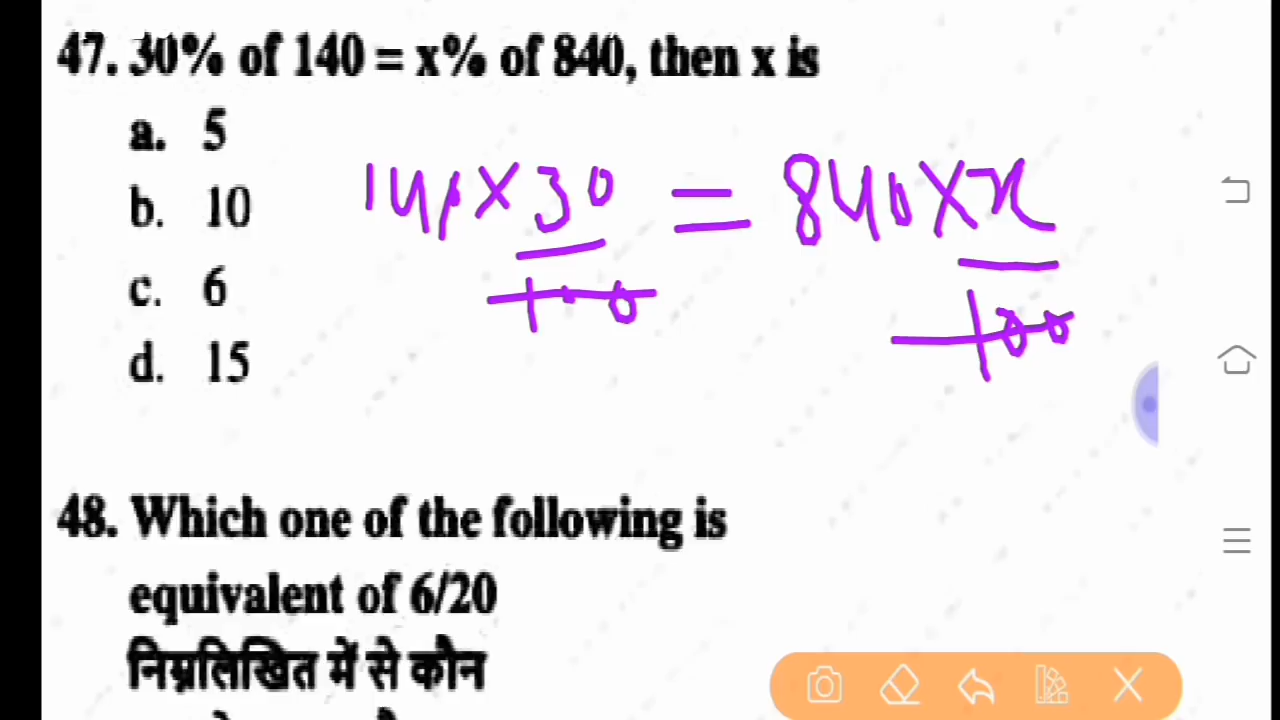 47. 30% of 140 = x% of 840, then x is
a. 5
b. 10
c. 6
d. 15
140 × 30 = 840 × x
100 100
48. Which one of the following is
equivalent of 6/20
निम्नलिखित में से कौन